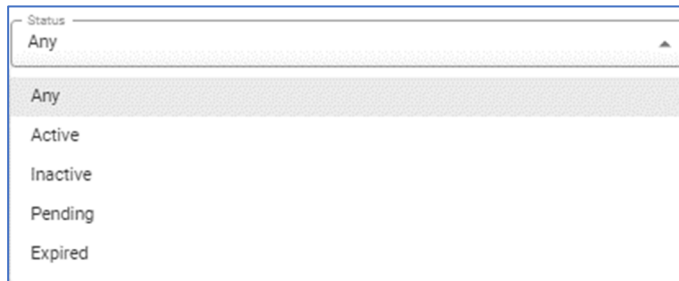 Status
Any
Any
Active
Inactive
Pending
Expired